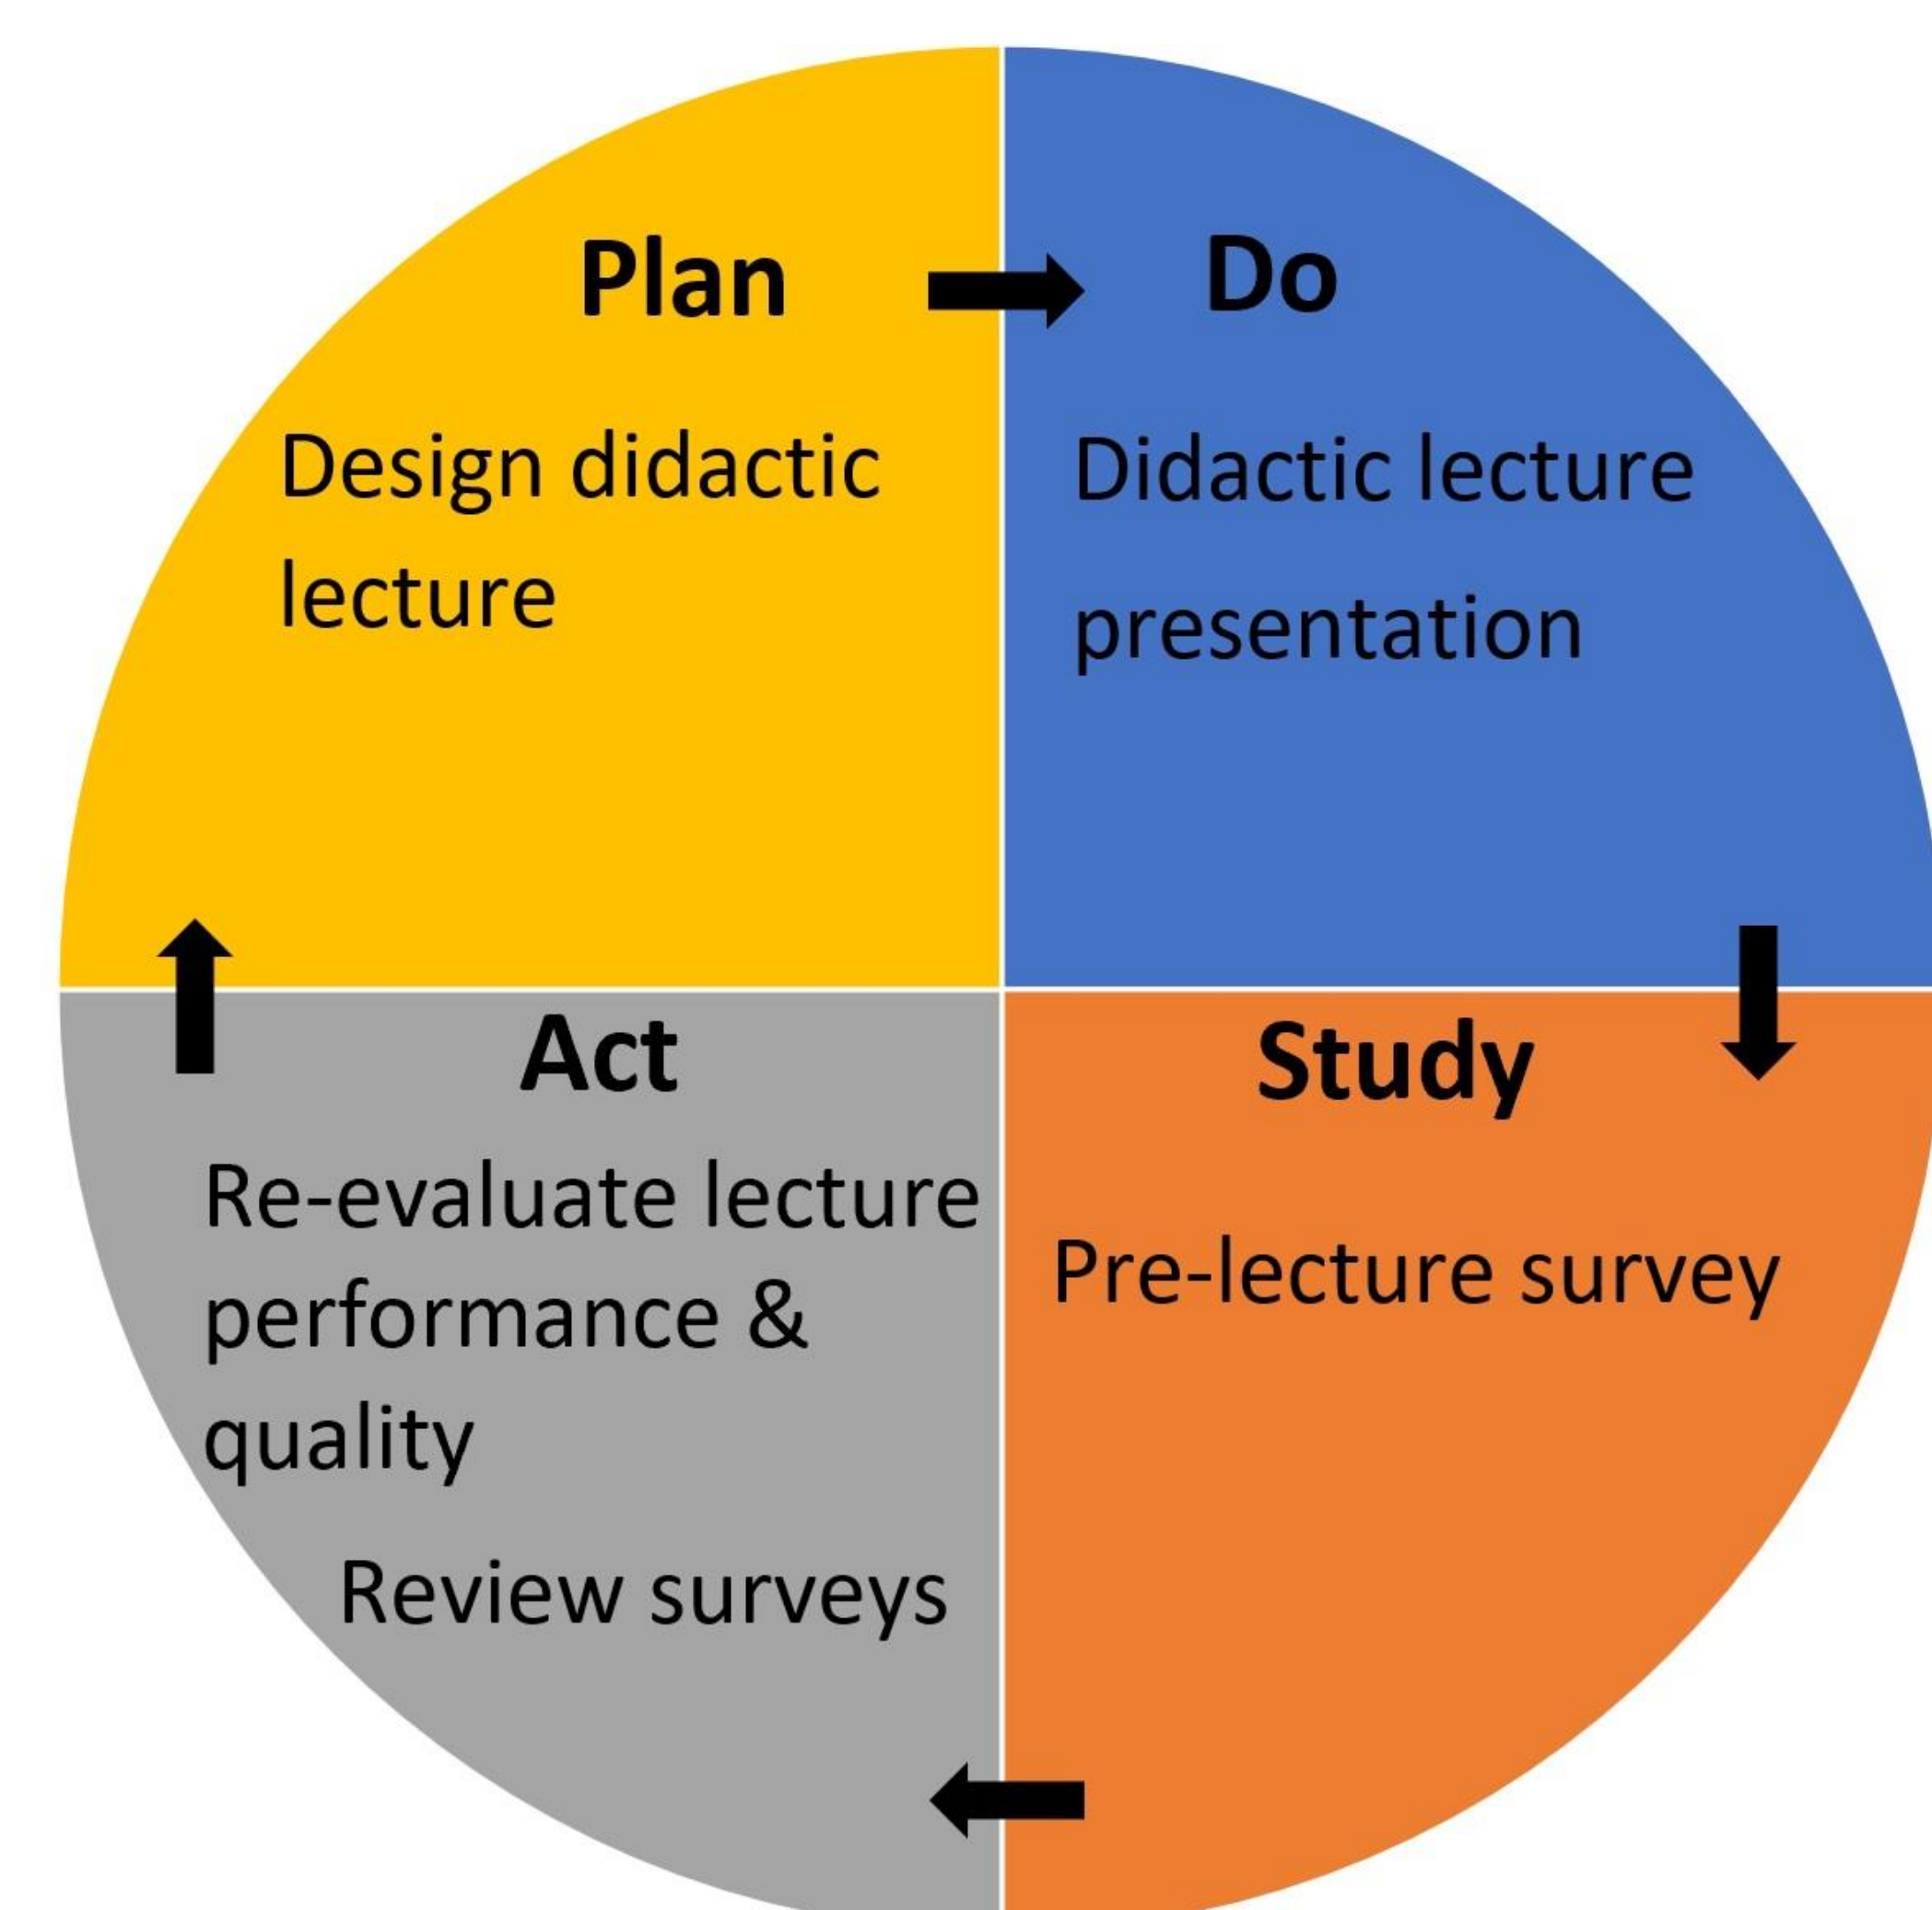 Plan
Design didactic
lecture
Do
Didactic lecture
presentation
Study
Pre-lecture survey
Act
Re-evaluate lecture
performance &
quality
Review surveys